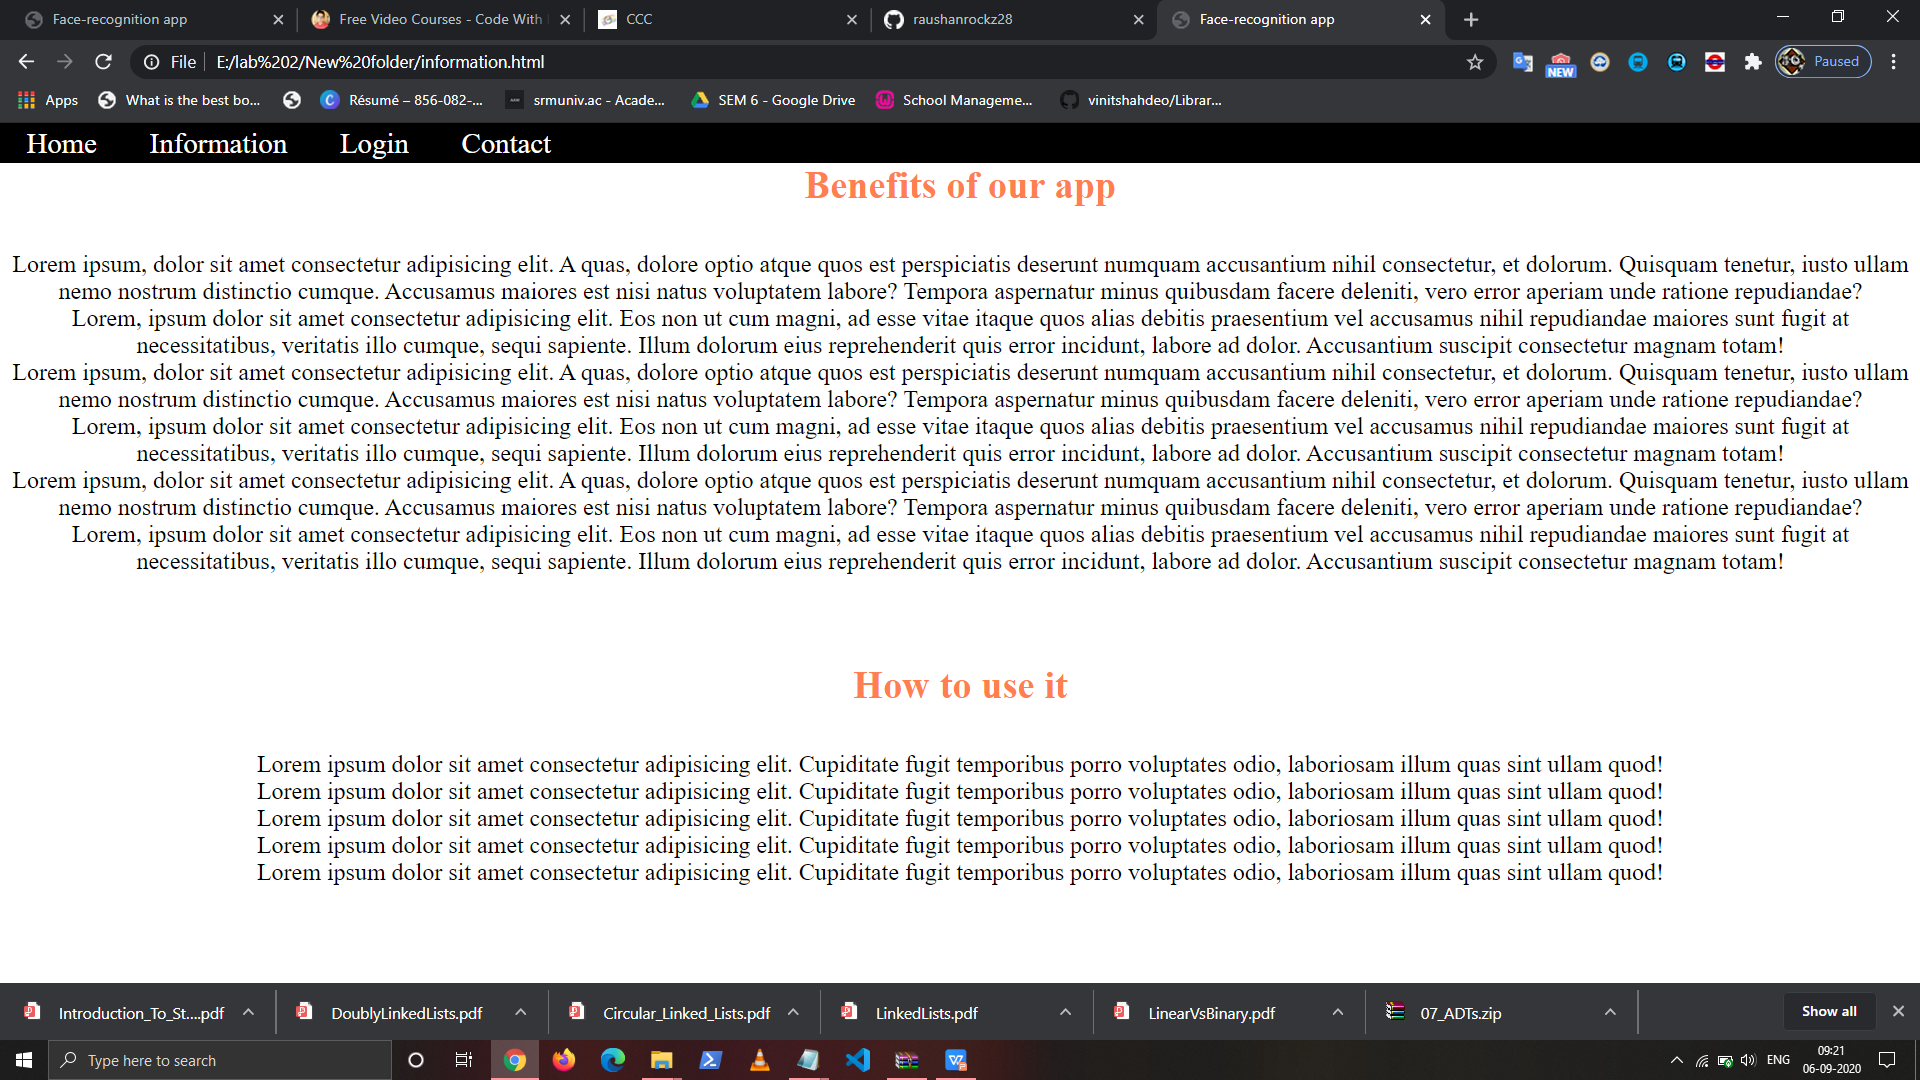 Face-recognition app
Free Video Courses - Code With
CCC
raushanrockz28
Face-recognition app
File
E:/lab%202/New%20folder/information.html
NEW
Paused
Apps
What is the best bo...
Résumé – 856-082-...
srmuniv.ac - Acade...
SEM 6 - Google Drive
School Manageme...
vinitshahdeo/Librar...
Home Information Login Contact
Benefits of our app
Lorem ipsum, dolor sit amet consectetur adipisicing elit. A quas, dolore optio atque quos est perspiciatis deserunt numquam accusantium nihil consectetur, et dolorum. Quisquam tenetur, iusto ullam
nemo nostrum distinctio cumque. Accusamus maiores est nisi natus voluptatem labore? Tempora aspernatur minus quibusdam facere deleniti, vero error aperiam unde ratione repudiandae?
Lorem, ipsum dolor sit amet consectetur adipisicing elit. Eos non ut cum magni, ad esse vitae itaque quos alias debitis praesentium vel accusamus nihil repudiandae maiores sunt fugit at
necessitatibus, veritatis illo cumque, sequi sapiente. Illum dolorum eius reprehenderit quis error incidunt, labore ad dolor. Accusantium suscipit consectetur magnam totam!
Lorem ipsum, dolor sit amet consectetur adipisicing elit. A quas, dolore optio atque quos est perspiciatis deserunt numquam accusantium nihil consectetur, et dolorum. Quisquam tenetur, iusto ullam
nemo nostrum distinctio cumque. Accusamus maiores est nisi natus voluptatem labore? Tempora aspernatur minus quibusdam facere deleniti, vero error aperiam unde ratione repudiandae?
Lorem, ipsum dolor sit amet consectetur adipisicing elit. Eos non ut cum magni, ad esse vitae itaque quos alias debitis praesentium vel accusamus nihil repudiandae maiores sunt fugit at
necessitatibus, veritatis illo cumque, sequi sapiente. Illum dolorum eius reprehenderit quis error incidunt, labore ad dolor. Accusantium suscipit consectetur magnam totam!
Lorem ipsum, dolor sit amet consectetur adipisicing elit. A quas, dolore optio atque quos est perspiciatis deserunt numquam accusantium nihil consectetur, et dolorum. Quisquam tenetur, iusto ullam
nemo nostrum distinctio cumque. Accusamus maiores est nisi natus voluptatem labore? Tempora aspernatur minus quibusdam facere deleniti, vero error aperiam unde ratione repudiandae?
Lorem, ipsum dolor sit amet consectetur adipisicing elit. Eos non ut cum magni, ad esse vitae itaque quos alias debitis praesentium vel accusamus nihil repudiandae maiores sunt fugit at
necessitatibus, veritatis illo cumque, sequi sapiente. Illum dolorum eius reprehenderit quis error incidunt, labore ad dolor. Accusantium suscipit consectetur magnam totam!
How to use it
Lorem ipsum dolor sit amet consectetur adipisicing elit. Cupiditate fugit temporibus porro voluptates odio, laboriosam illum quas sint ullam quod!
Lorem ipsum dolor sit amet consectetur adipisicing elit. Cupiditate fugit temporibus porro voluptates odio, laboriosam illum quas sint ullam quod!
Lorem ipsum dolor sit amet consectetur adipisicing elit. Cupiditate fugit temporibus porro voluptates odio, laboriosam illum quas sint ullam quod!
Lorem ipsum dolor sit amet consectetur adipisicing elit. Cupiditate fugit temporibus porro voluptates odio, laboriosam illum quas sint ullam quod!
Lorem ipsum dolor sit amet consectetur adipisicing elit. Cupiditate fugit temporibus porro voluptates odio, laboriosam illum quas sint ullam quod!
Introduction_To_St....pdf
DoublyLinkedLists.pdf
Circular_Linked_Lists.pdf
LinkedLists.pdf
LinearVsBinary.pdf
07_ADTs.zip
Show all
Type here to search
ENG
09:21
06-09-2020